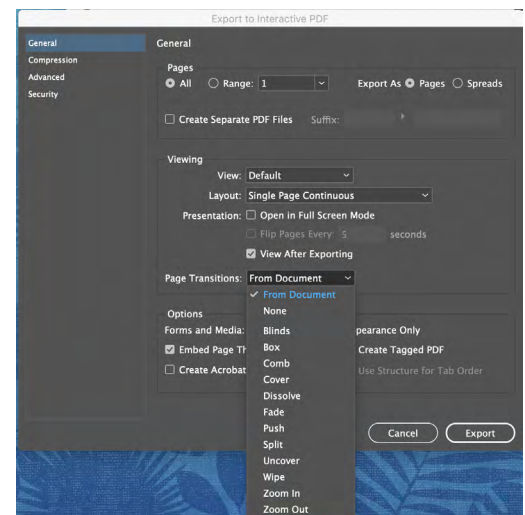 Export to Interactive PDF
General
Compression
Advanced
Security
General
Pages
All Range: 1 Export As Pages Spreads
Create Separate PDF Files Suffix:
Viewing
View: Default
Layout: Single Page Continuous
Presentation: Open in Full Screen Mode
Flip Pages Every: 5 seconds
View After Exporting
Page Transitions: From Document
From Document
None
Blinds
Box
Comb
Cover
Dissolve
Fade
Push
Split
Uncover
Wipe
Zoom In
Zoom Out
Options
Forms and Media: pearance Only
Embed Page Th Create Tagged PDF
Create Acrobat Use Structure for Tab Order
Cancel Export